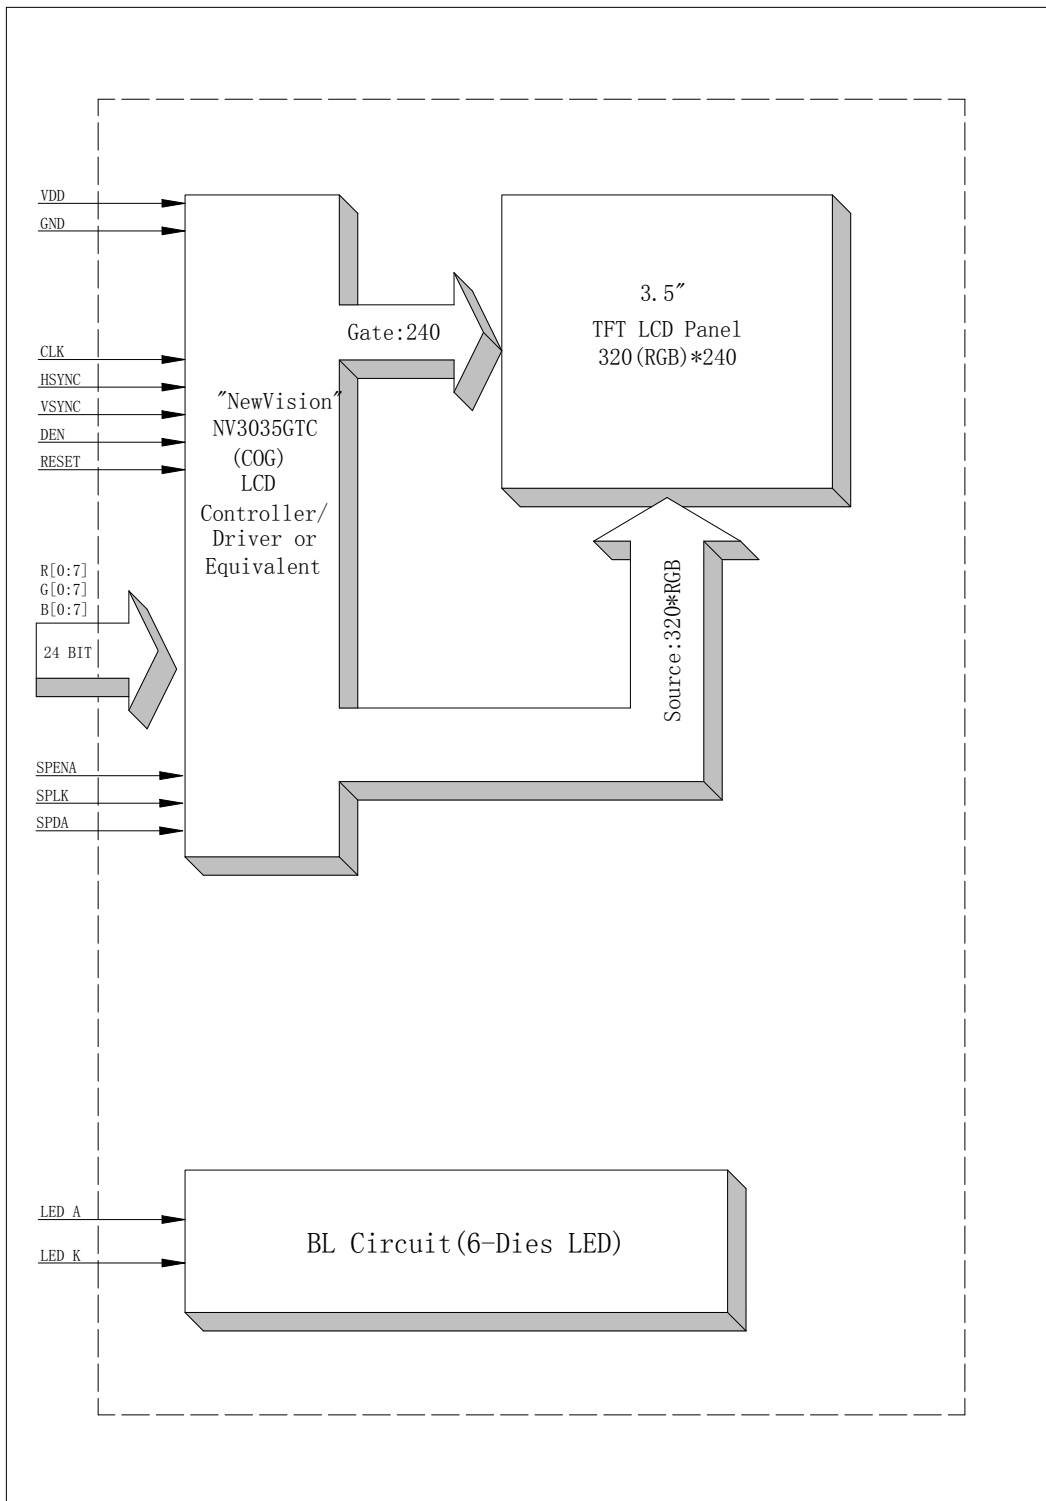 VDD
GND
CLK
HSYNC
VSYNC
DEN
RESET
R[0:7]
G[0:7]
B[0:7]
24 BIT
SPENA
SPLK
SPDA
"NewVision"
NV3035GTC
(COG)
LCD
Controller/
Driver or
Equivalent
Gate:240
3.5"
TFT LCD Panel
320(RGB)*240
Source:320*RGB
LED A
LED K
BL Circuit(6-Dies LED)